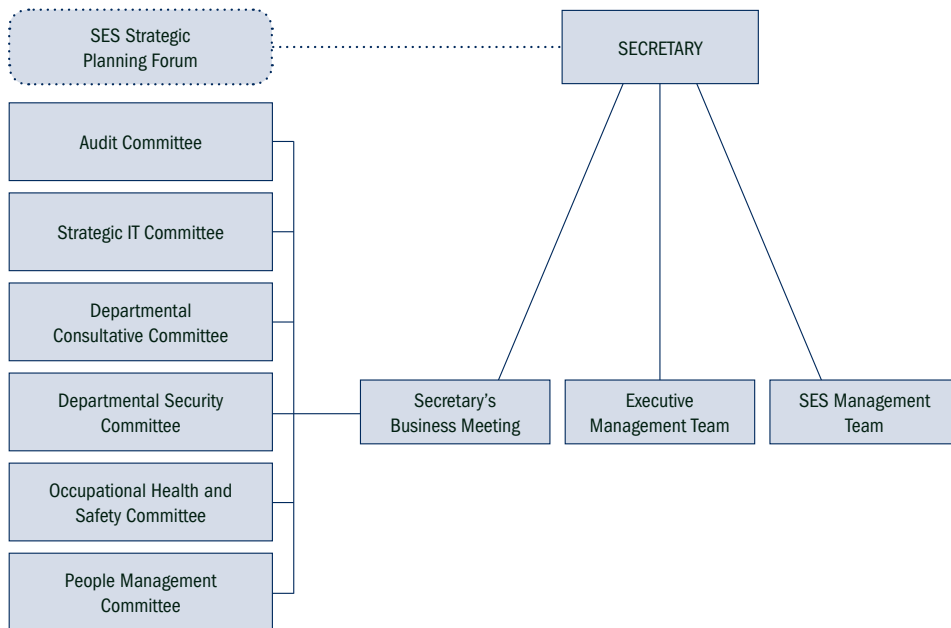 SES Strategic
Planning Forum
SECRETARY
Audit Committee
Strategic IT Committee
Departmental
Consultative Committee
Departmental Security
Committee
Secretary’s
Business Meeting
Executive
Management Team
SES Management
Team
Occupational Health and
Safety Committee
People Management
Committee